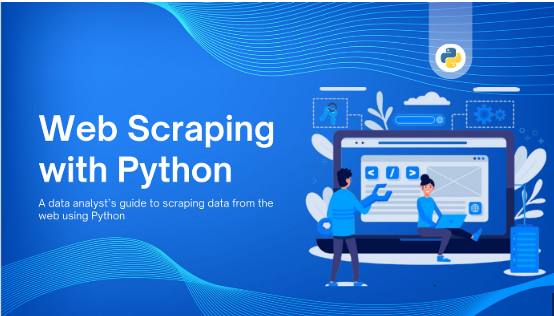 Web Scraping
with Python
A data analyst's guide to scraping data from the
web using Python
< / >